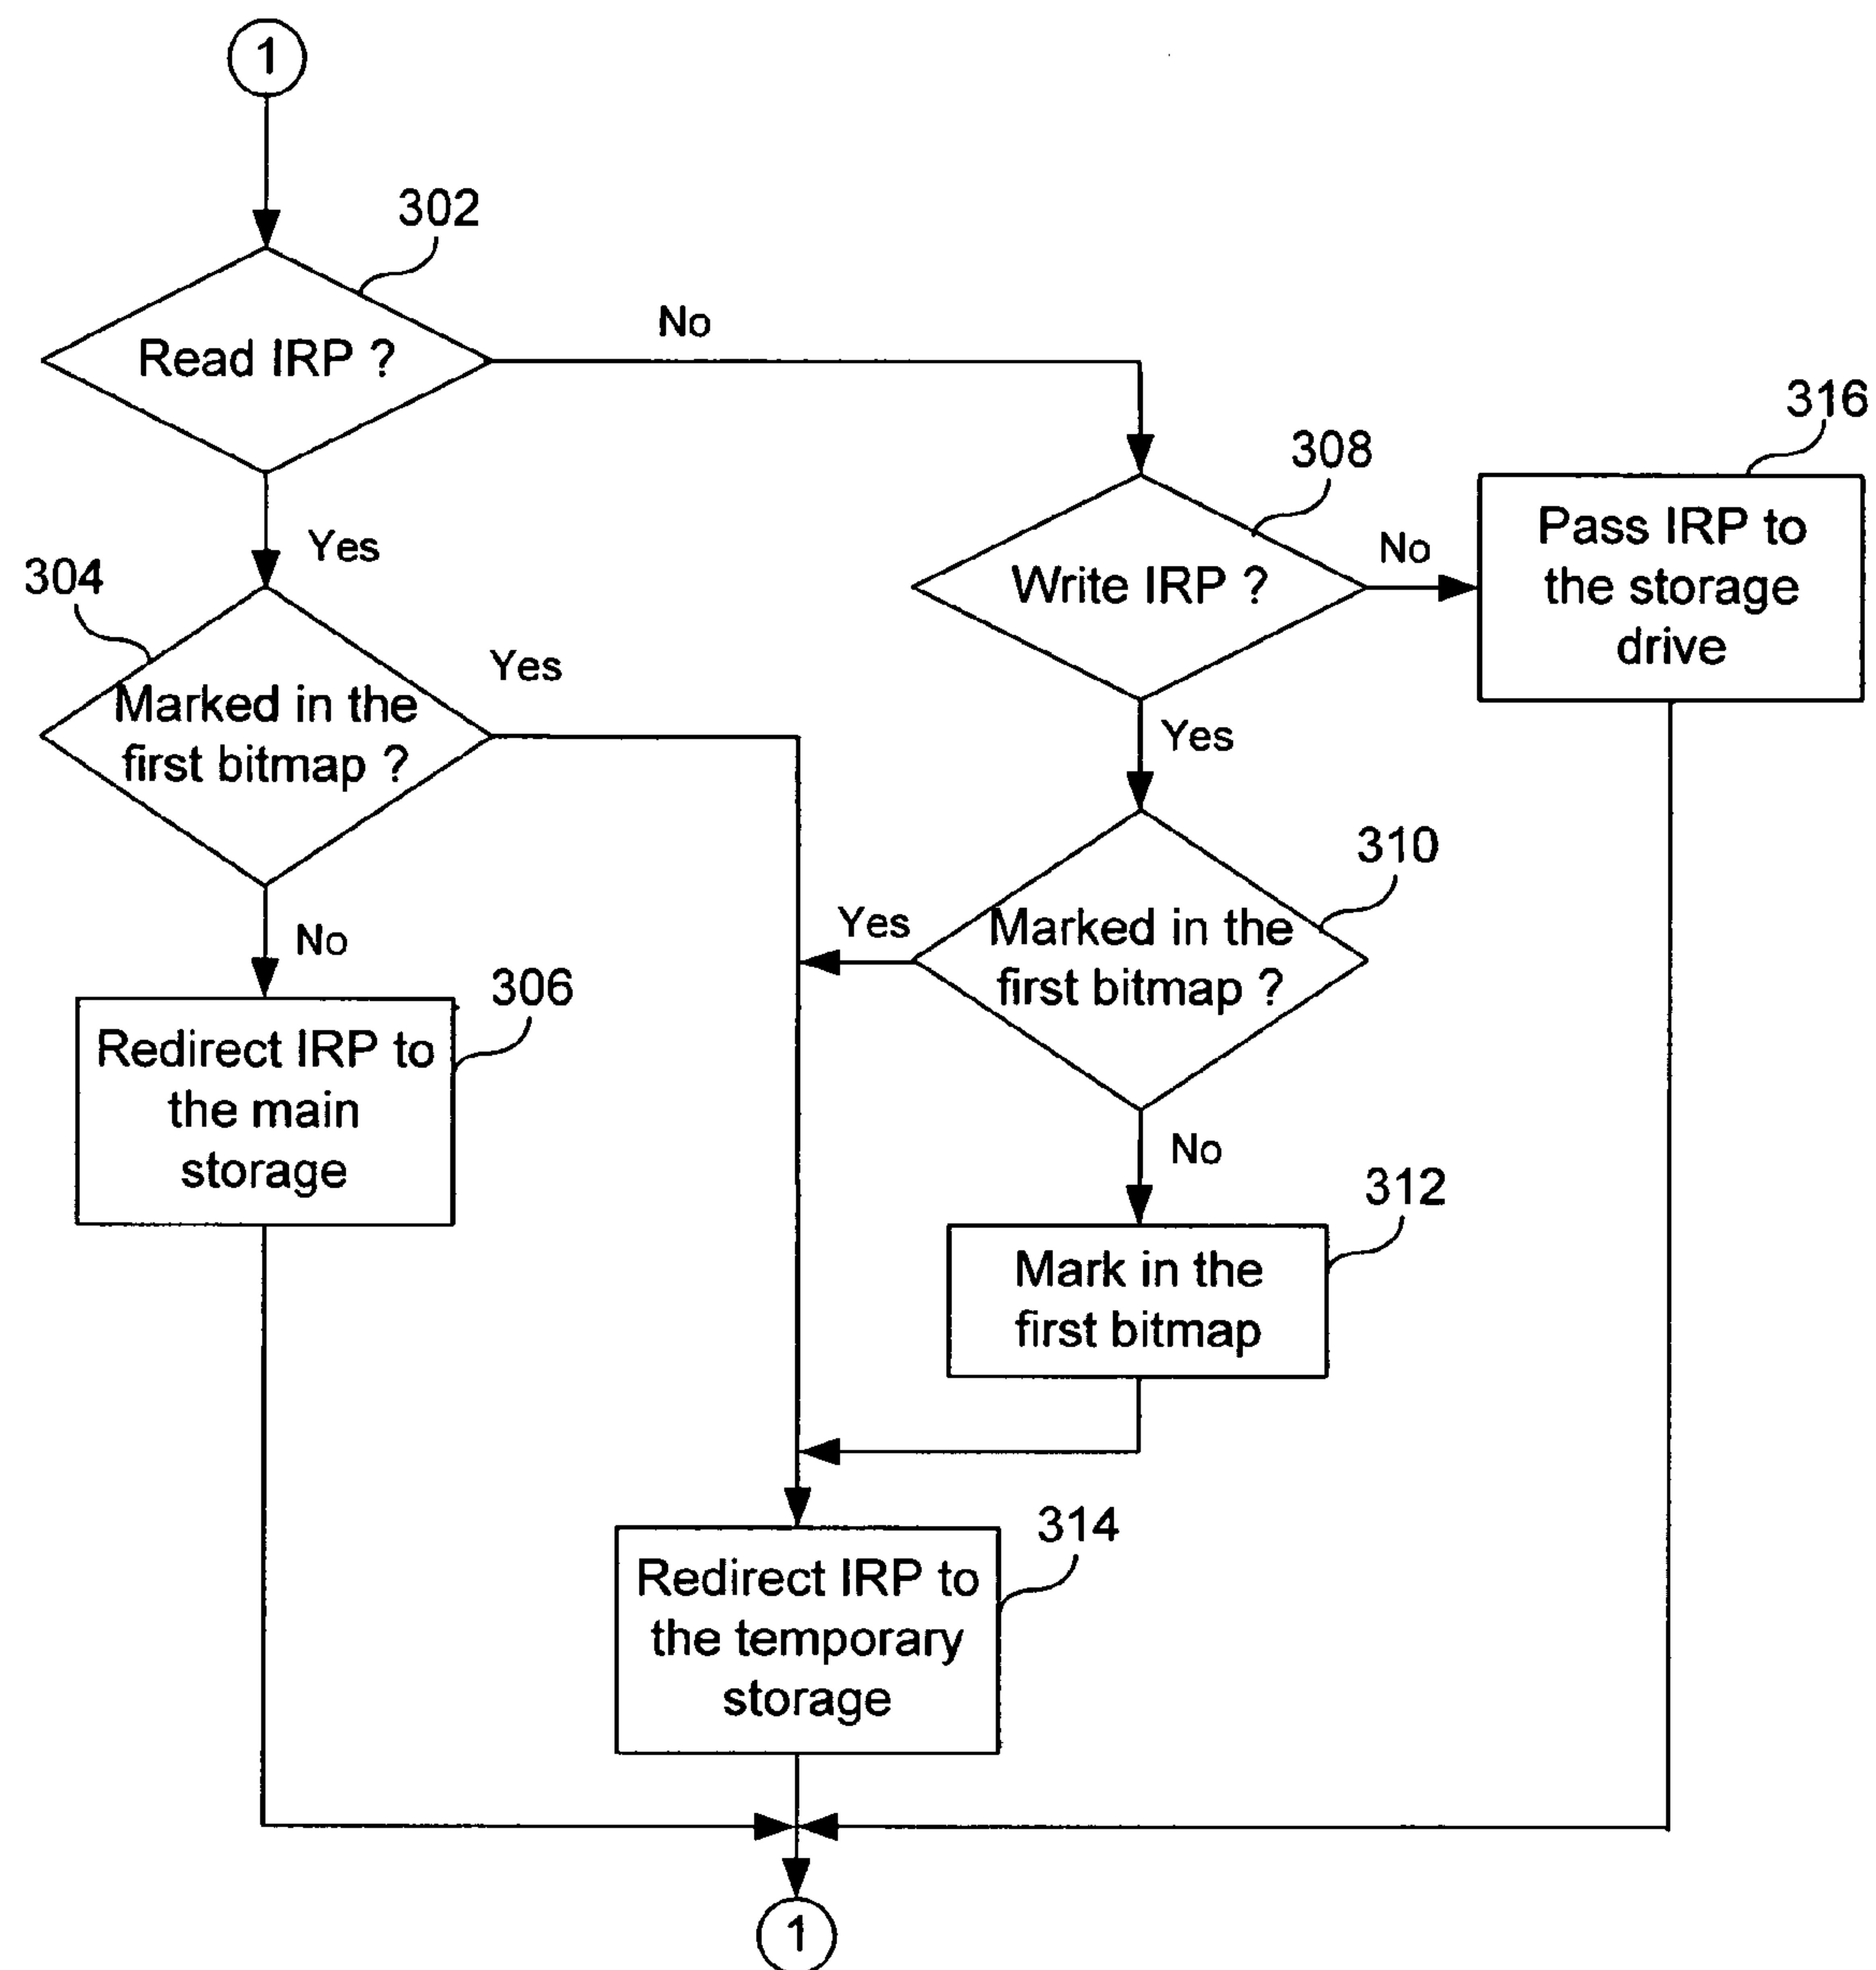 1
302
Read IRP ?
No
316
308
Pass IRP to
the storage
drive
No
Write IRP ?
Yes
304
Yes
Marked in the
first bitmap ?
Yes
310
Yes
Marked in the
first bitmap ?
No
306
Redirect IRP to
the main
storage
No
312
Mark in the
first bitmap
314
Redirect IRP to
the temporary
storage
1